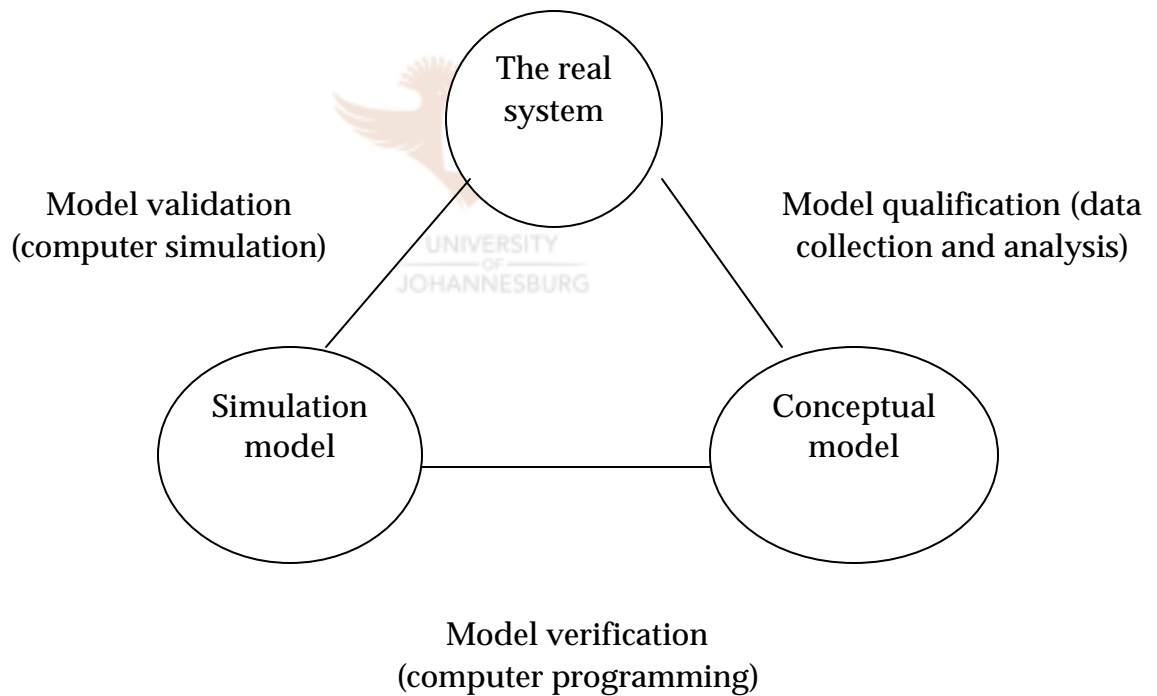 The real
system
Model validation
(computer simulation)
Model qualification (data
collection and analysis)
UNIVERSITY
OF
JOHANNESBURG
Simulation
model
Conceptual
model
Model verification
(computer programming)